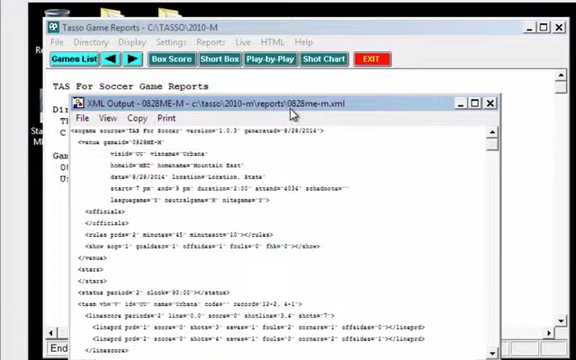 Tasso Game Reports - C:\TASSO\2010-M
File Directory Display Settings Reports Live HTML Help
Games List Box Score Short Box Play-by-Play Shot Chart EXIT
TAS For Soccer Game Reports
XML Output - 0828ME-M - c:\tasso\2010-m\reports\0828me-m.xml
File View Copy Print
<sogame source="TAS For Soccer" version="1.0.3" generated="8/29/2014">
<venue gameid="0828ME-M"
visid="UU" visname="Urbana"
homeid="MEC" homename="Mountain East"
date="8/28/2014" location="Location, State"
start="7 pm" end="9 pm" duration="2:00" attend="4034" schednote=""
leaguegame="Y" neutralgame="N" nitegame="Y">
<officials>
</officials>
<rules prds="2" minutes="45" minutesot="10"></rules>
<show sog="1" goaldesc="1" offsides="1" fouls="0" fhk="0"></show>
</venue>
<stars>
</stars>
<status period="2" clock="90:00"></status>
<team vh="V" id="UU" name="Urbana" code="" record="12-2, 4-1">
<linescore periods="2" line="0,0" score="0" shotline="3,4" shots="7">
<lineprd prd="1" score="0" shots="3" saves="1" fouls="2" corners="1" offsides="0"></lineprd>
<lineprd prd="2" score="0" shots="4" saves="1" fouls="0" corners="1" offsides="0"></lineprd>
</linescore>